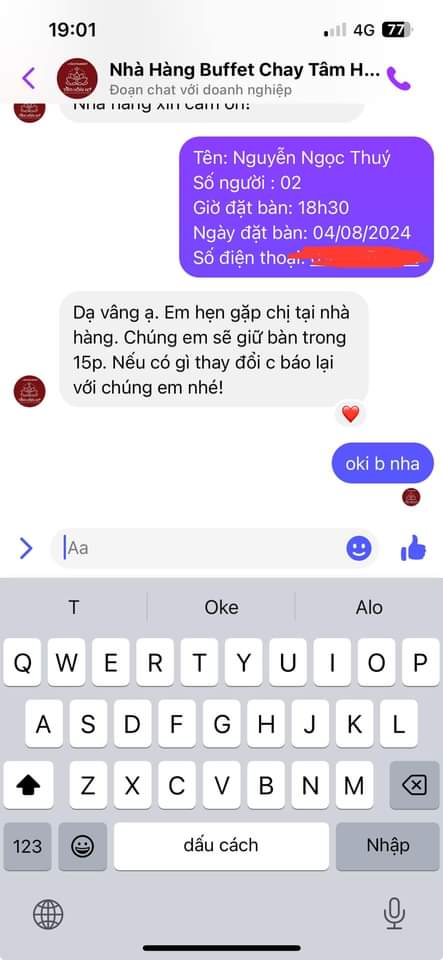 19:01
4G 77
Nhà Hàng Buffet Chay Tâm H...
Đoạn chat với doanh nghiệp
Nhà hàng xin cảm ơn!
Tên: Nguyễn Ngọc Thuý
Số người : 02
Giờ đặt bàn: 18h30
Ngày đặt bàn: 04/08/2024
Số điện thoại:
Dạ vâng ạ. Em hẹn gặp chị tại nhà
hàng. Chúng em sẽ giữ bàn trong
15p. Nếu có gì thay đổi c báo lại
với chúng em nhé!
oki b nha
Aa
T Oke Alo
Q W E R T Y U I O P
A S D F G H J K L
Z X C V B N M
123 dấu cách Nhập